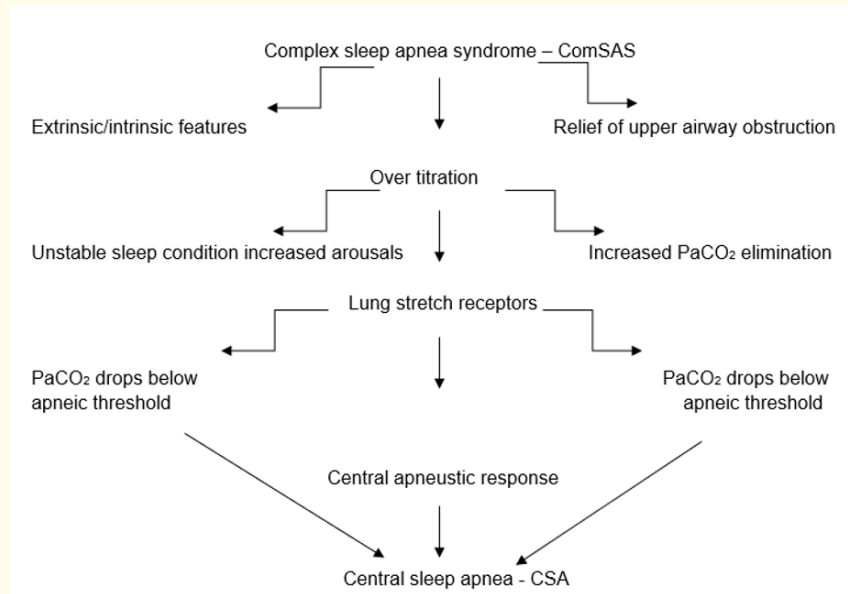 Complex sleep apnea syndrome – ComSAS
Extrinsic/intrinsic features
Relief of upper airway obstruction
Over titration
Unstable sleep condition increased arousals
Increased PaCO₂ elimination
Lung stretch receptors
PaCO₂ drops below
apneic threshold
PaCO₂ drops below
apneic threshold
Central apneustic response
Central sleep apnea - CSA